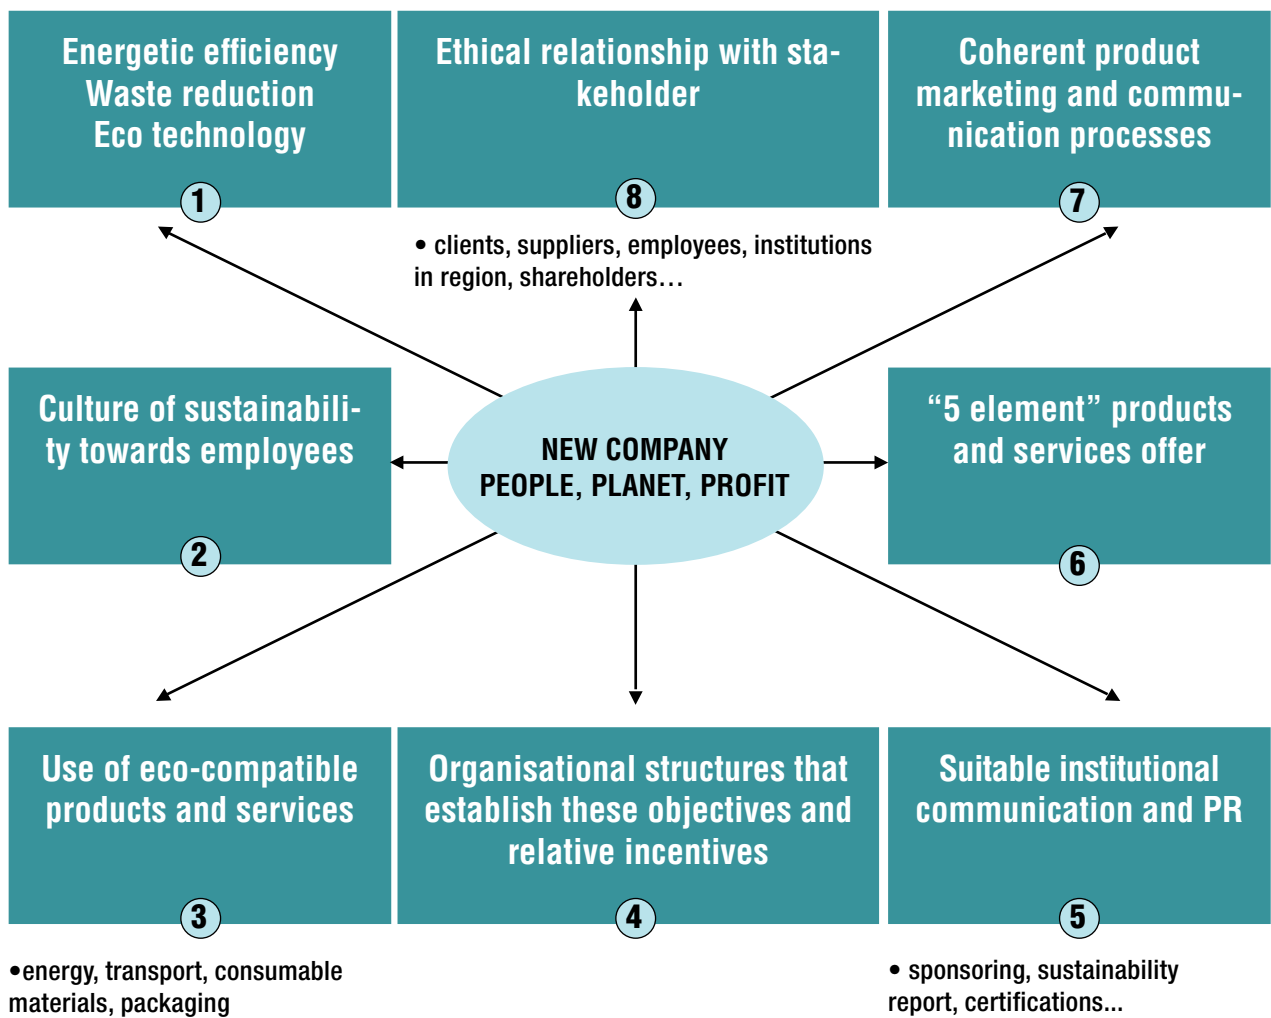 Energetic efficiency
Waste reduction
Eco technology
1
Ethical relationship with sta-
keholder
8
• clients, suppliers, employees, institutions
in region, shareholders…
Coherent product
marketing and commu-
nication processes
7
Culture of sustainabili-
ty towards employees
2
NEW COMPANY
PEOPLE, PLANET, PROFIT
“5 element” products
and services offer
6
Use of eco-compatible
products and services
3
•energy, transport, consumable
materials, packaging
Organisational structures that
establish these objectives and
relative incentives
4
Suitable institutional
communication and PR
5
• sponsoring, sustainability
report, certifications...